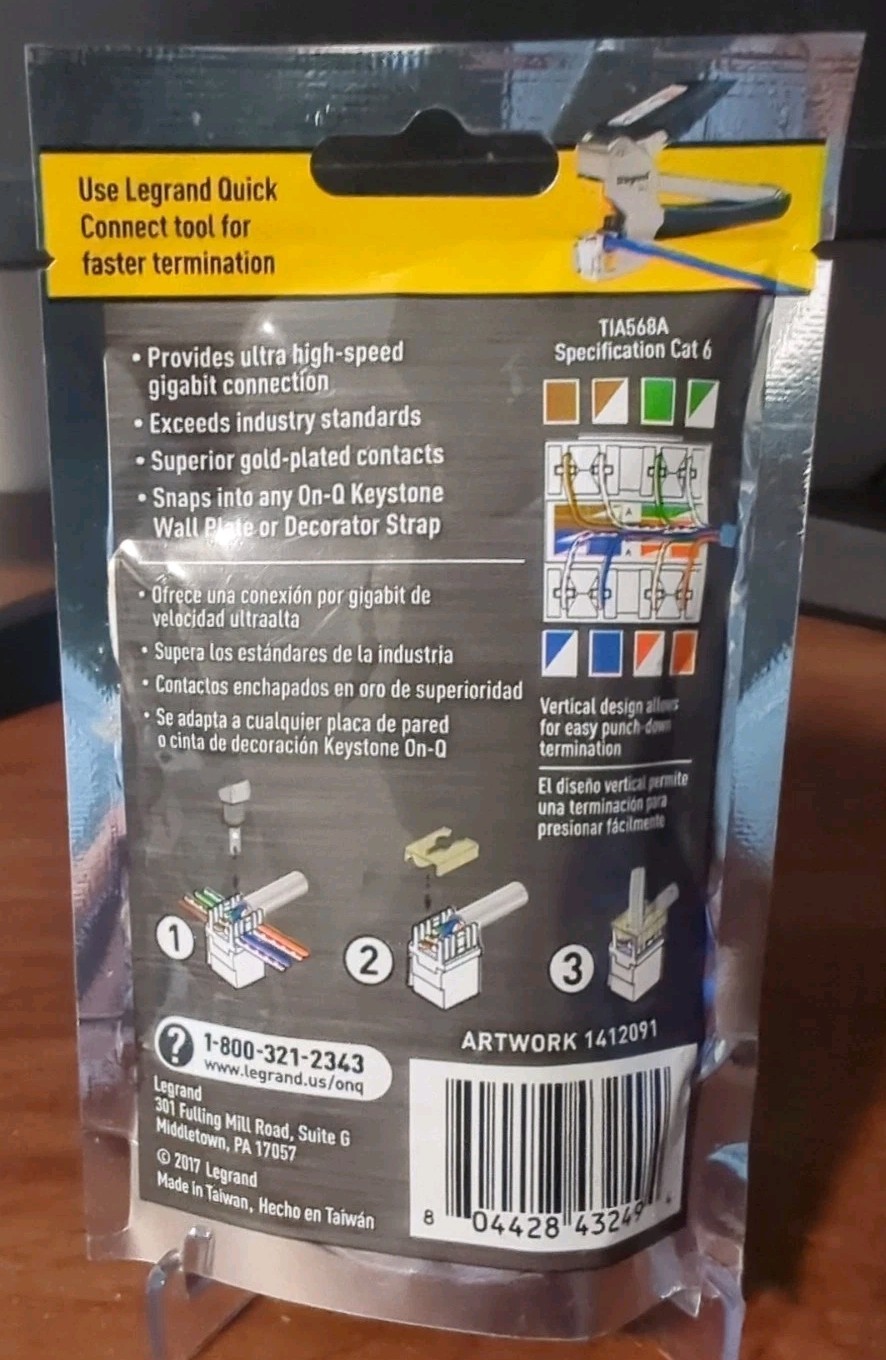 Use Legrand Quick
Connect tool for
faster termination
• Provides ultra high-speed
gigabit connection
• Exceeds industry standards
• Superior gold-plated contacts
• Snaps into any On-Q Keystone
Wall Plate or Decorator Strap
• Ofrece una conexión por gigabit de
velocidad ultraalta
• Supera los estándares de la industria
• Contactos enchapados en oro de superioridad
• Se adapta a cualquier placa de pared
o cinta de decoración Keystone On-Q
TIA568A
Specification Cat 6
A
A
Vertical design allows
for easy punch-down
termination
El diseño vertical permite
una terminación para
presionar fácilmente
1
2
3
? 1-800-321-2343
www.legrand.us/onq
Legrand
301 Fulling Mill Road, Suite G
Middletown, PA 17057
© 2017 Legrand
Made in Taiwan, Hecho en Taiwán
ARTWORK 1412091
8 04428 43249 4